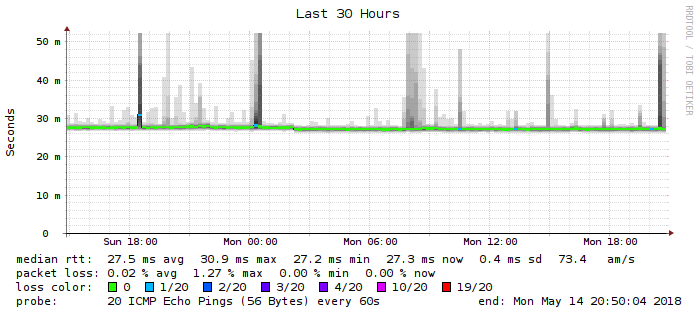 Last 30 Hours
RRDTOOL / TOBI OETIKER
Seconds
50 m
40 m
30 m
20 m
10 m
0
Sun 18:00 Mon 00:00 Mon 06:00 Mon 12:00 Mon 18:00
median rtt: 27.5 ms avg 30.9 ms max 27.2 ms min 27.3 ms now 0.4 ms sd 73.4 am/s
packet loss: 0.02 % avg 1.27 % max 0.00 % min 0.00 % now
loss color: 0 1/20 2/20 3/20 4/20 10/20 19/20
probe: 20 ICMP Echo Pings (56 Bytes) every 60s end: Mon May 14 20:50:04 2018